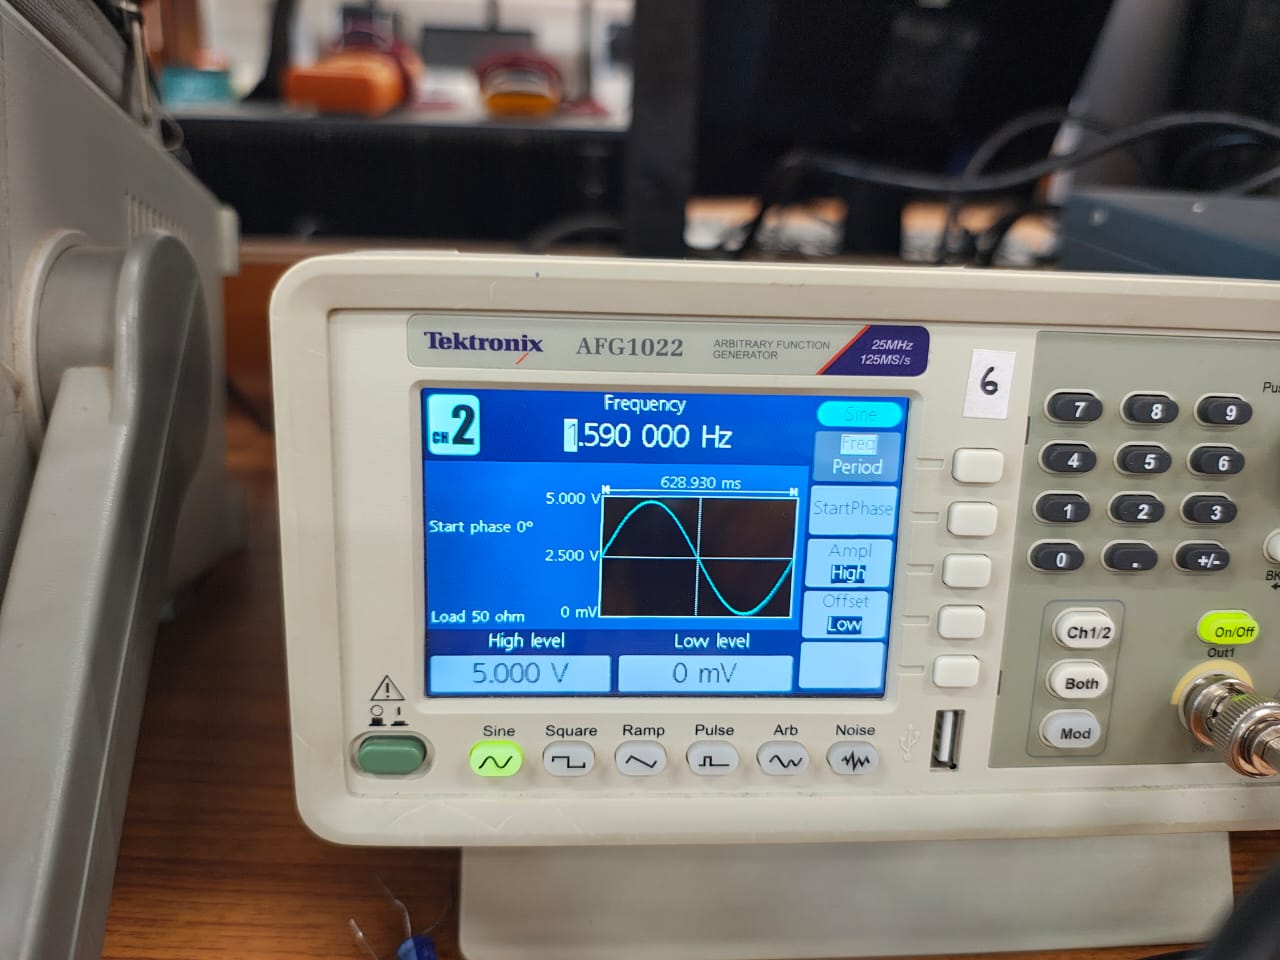 Tektronix AFG1022 ARBITRARY FUNCTION GENERATOR 25MHz 125MS/s
6
CH 2
Frequency
1.590 000 Hz
Sine
Freq
Period
StartPhase
Ampl
High
Offset
Low
628.930 ms
5.000 V
Start phase 0°
2.500 V
Load 50 ohm
0 mV
High level Low level
5.000 V 0 mV
Sine Square Ramp Pulse Arb Noise
7 8 9
4 5 6
1 2 3
0 . +/-
Ch1/2
Both
Mod
On/Off
Out1